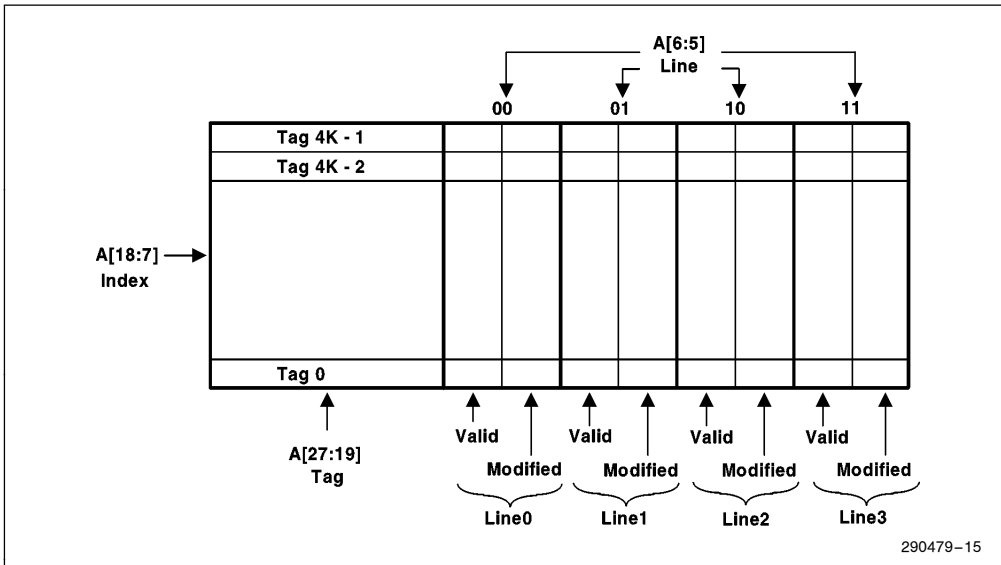 A[6:5]
Line
00 01 10 11
Tag 4K - 1
Tag 4K - 2
A[18:7]
Index
Tag 0
A[27:19]
Tag
Valid Valid Valid Valid
Modified Modified Modified Modified
Line0 Line1 Line2 Line3
290479-15